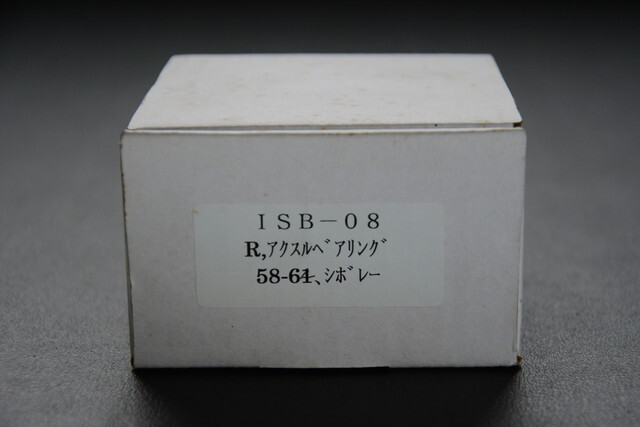 ISB-08
R,ｱｸｽﾙﾍﾞｱﾘﾝｸﾞ
58-64､ｼﾎﾞﾚｰ